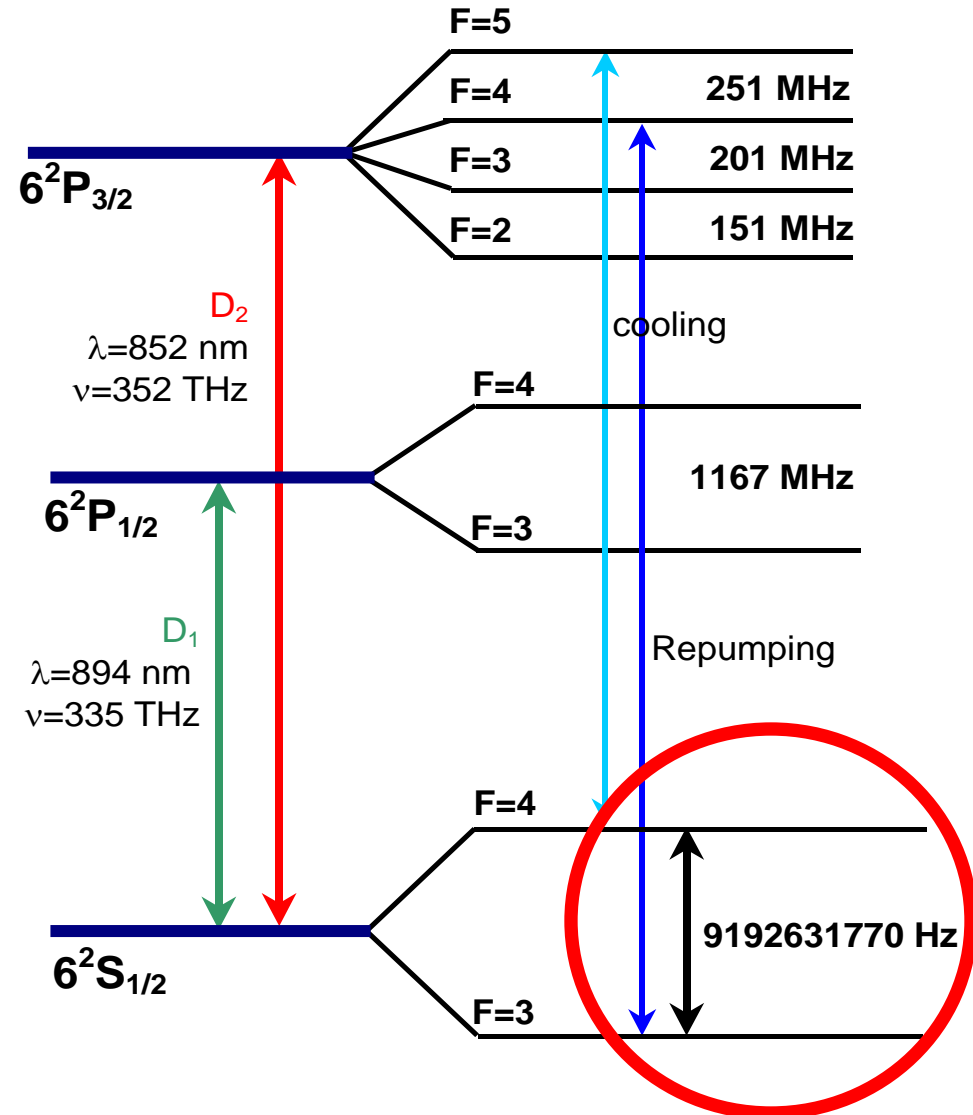 F=5
F=4
251 MHz
F=3
201 MHz
F=2
151 MHz
6²P₃/₂
D₂
λ=852 nm
ν=352 THz
cooling
F=4
1167 MHz
6²P₁/₂
F=3
D₁
λ=894 nm
ν=335 THz
Repumping
F=4
9192631770 Hz
6²S₁/₂
F=3